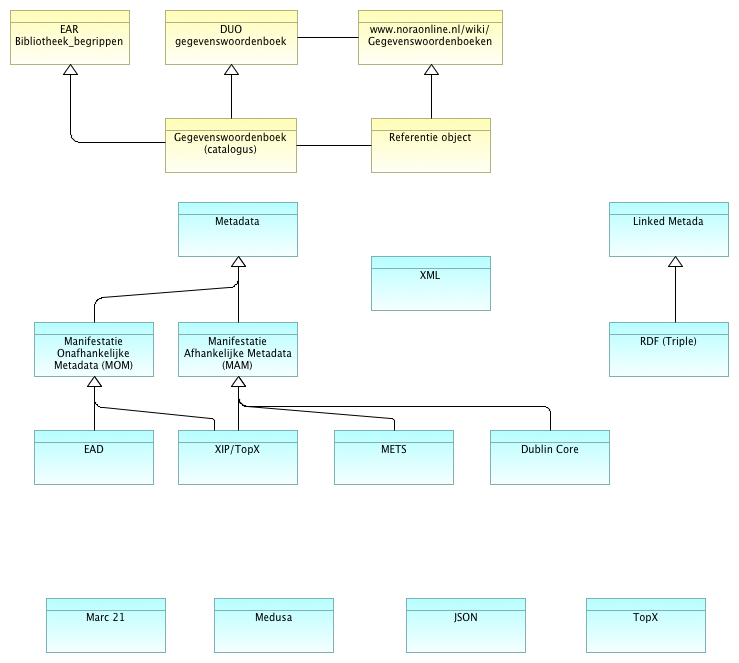 EAR
Bibliotheek_begrippen
DUO
gegevenswoordenboek
www.noraonline.nl/wiki/
Gegevenswoordenboeken
Gegevenswoordenboek
(catalogus)
Referentie object
Metadata
Linked Metada
XML
Manifestatie
Onafhankelijke
Metadata (MOM)
Manifestatie
Afhankelijke Metadata
(MAM)
RDF (Triple)
EAD
XIP/TopX
METS
Dublin Core
Marc 21
Medusa
JSON
TopX